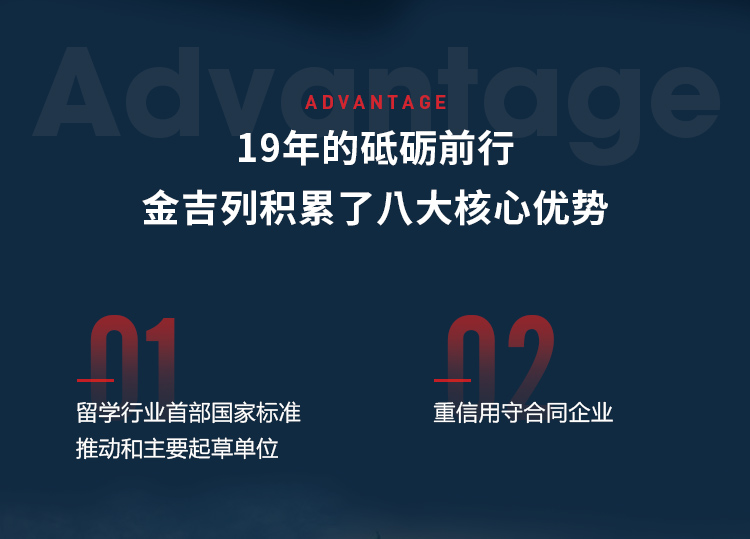 Advantage
ADVANTAGE
19年的砥砺前行
金吉列积累了八大核心优势
01
留学行业首部国家标准
推动和主要起草单位
02
重信用守合同企业